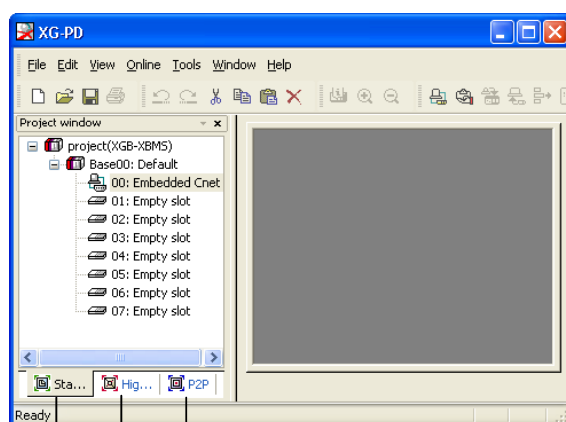 XG-PD
File Edit View Online Tools Window Help
Project window
project(XGB-XBMS)
Base00: Default
00: Embedded Cnet
01: Empty slot
02: Empty slot
03: Empty slot
04: Empty slot
05: Empty slot
06: Empty slot
07: Empty slot
Sta... Hig... P2P
Ready